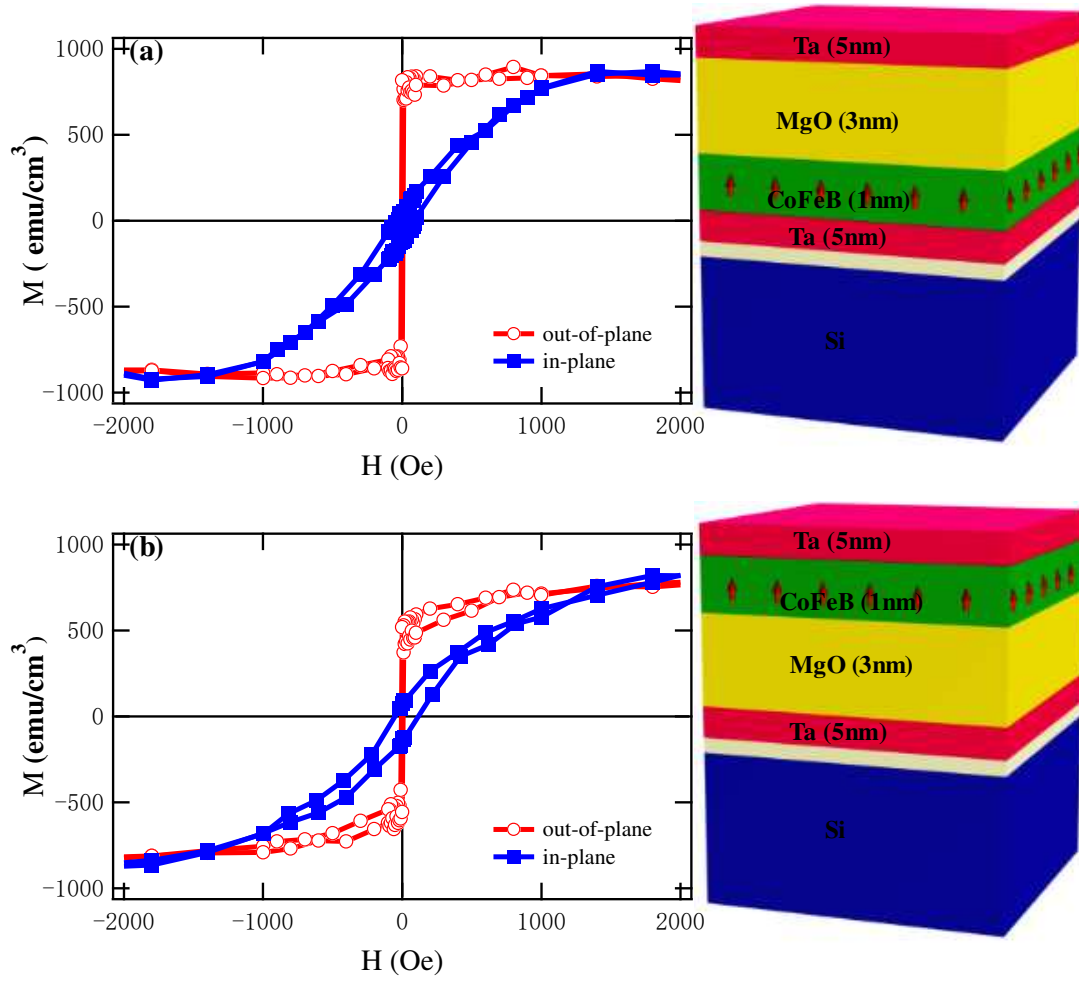 (a)
1000
500
0
−500
−1000
M ( emu/cm³)
−2000 −1000 0 1000 2000
H (Oe)
out-of-plane
in-plane
Ta (5nm)
MgO (3nm)
CoFeB (1nm)
Ta (5nm)
Si
(b)
1000
500
0
−500
−1000
M (emu/cm³)
−2000 −1000 0 1000 2000
H (Oe)
out-of-plane
in-plane
Ta (5nm)
CoFeB (1nm)
MgO (3nm)
Ta (5nm)
Si